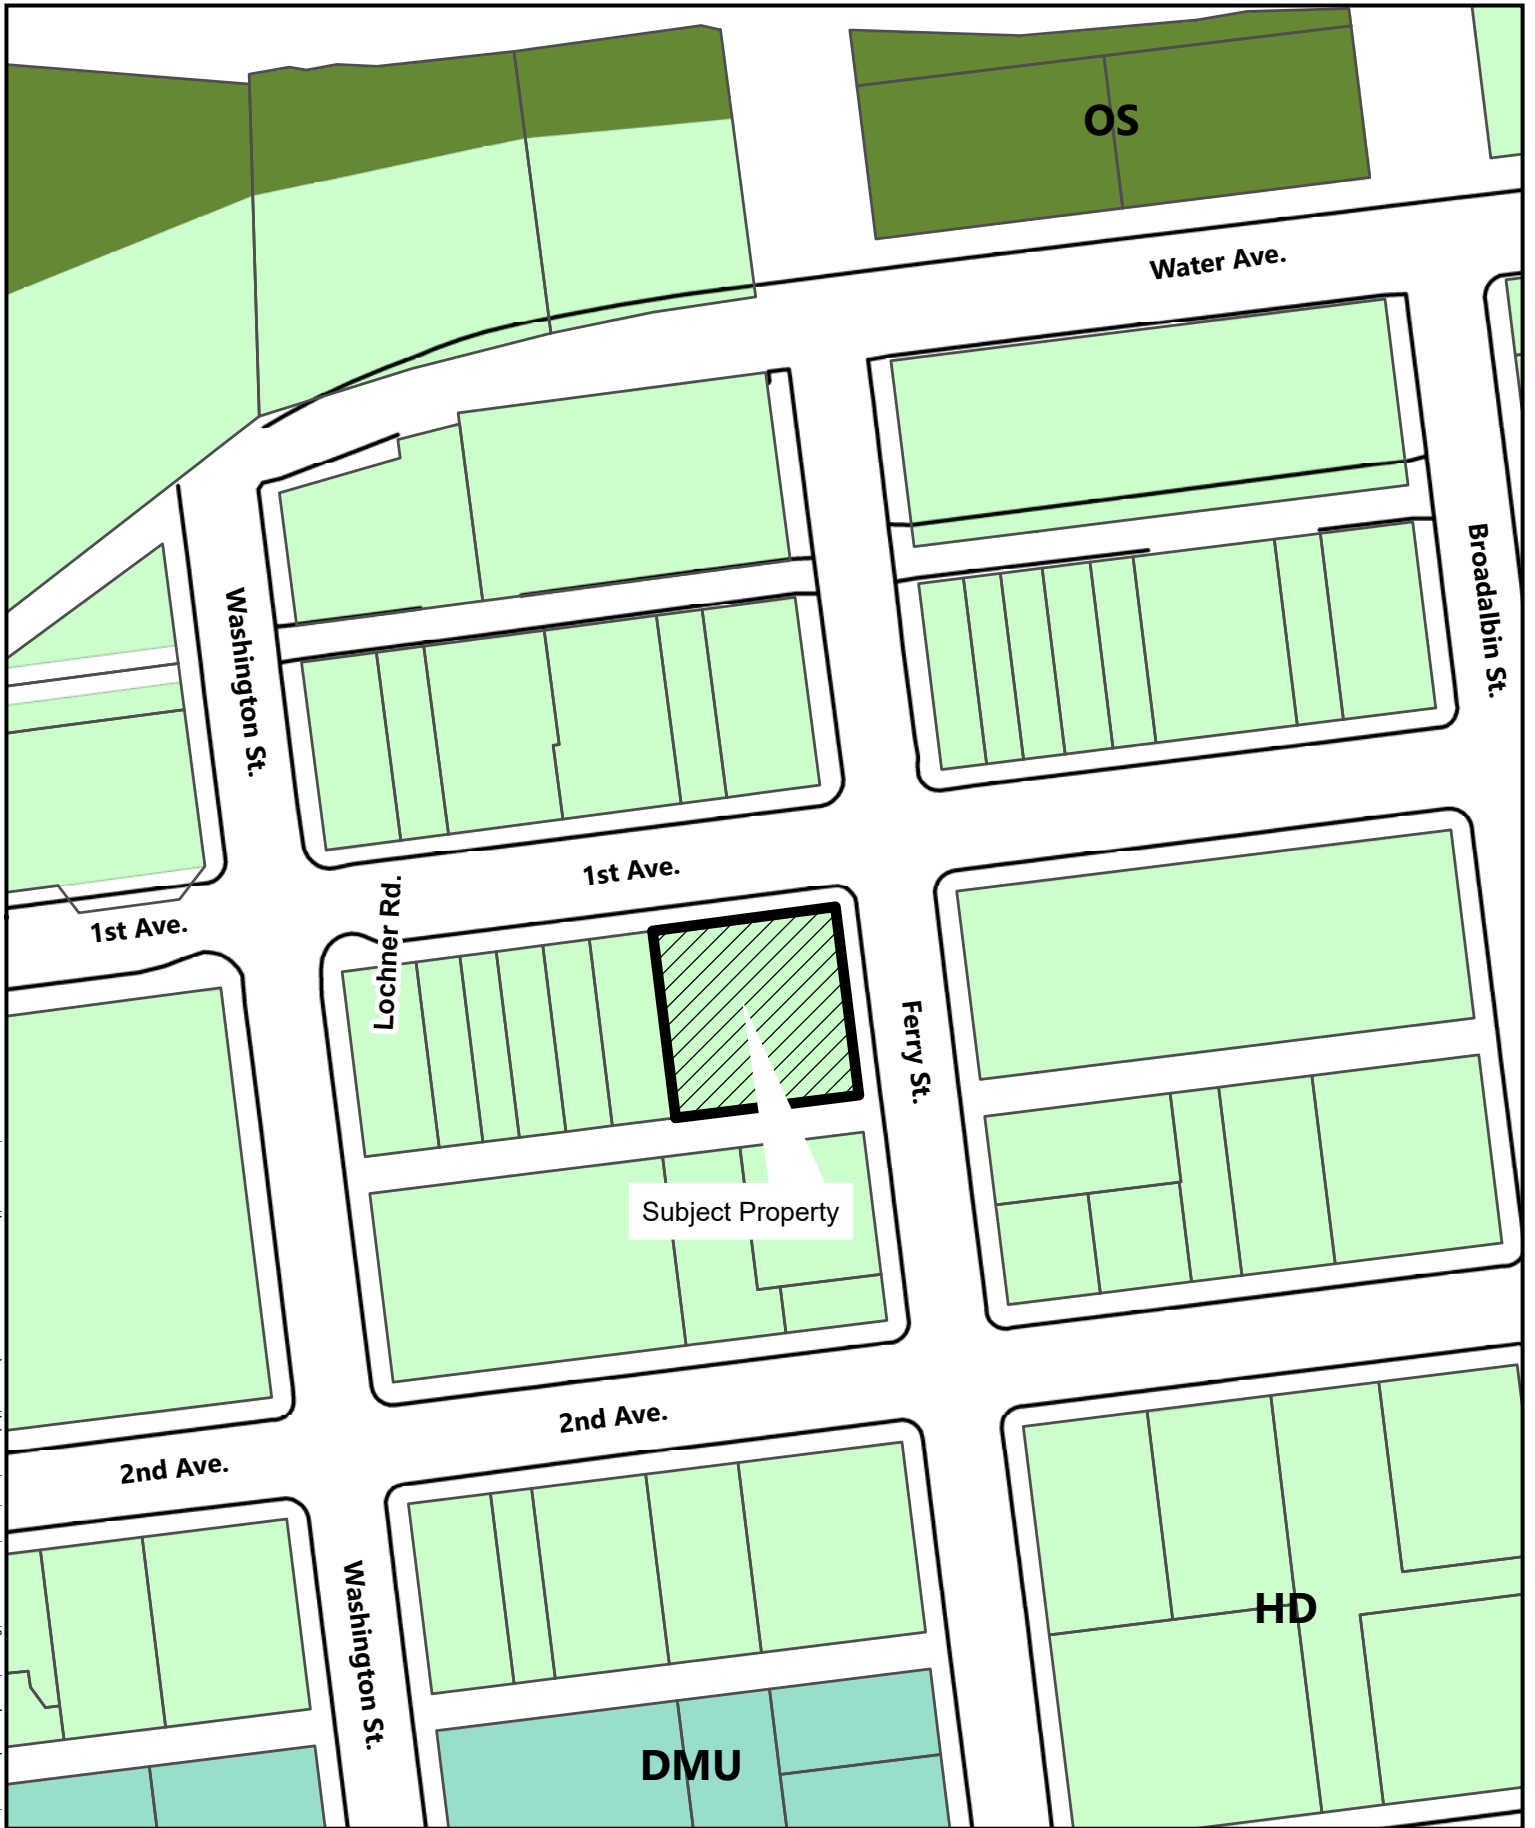 OS
Water Ave.
Broadalbin St.
Washington St.
1st Ave.
1st Ave.
Lochner Rd.
Ferry St.
Subject Property
2nd Ave.
2nd Ave.
HD
Washington St.
DMU